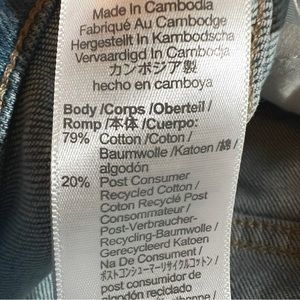 Made In Cambodia
Fabriqué Au Cambodge
Hergestellt In Kambodscha
Vervaardigd In Cambodja
カンボジア製
hecho en camboya
Body /Corps /Oberteil /
Romp /本体 /Cuerpo:
79% Cotton /Coton /
Baumwolle /Katoen /綿 /
algodón
20% Post Consumer
Recycled Cotton /
Coton Recyclé Post
Consommateur /
Post-Verbraucher-
Recycling-Baumwolle /
Gerecycleerd Katoen
Na De Consument /
ポストコンシューマーリサイクルコットン /
post consumidor de
algodón reciclado